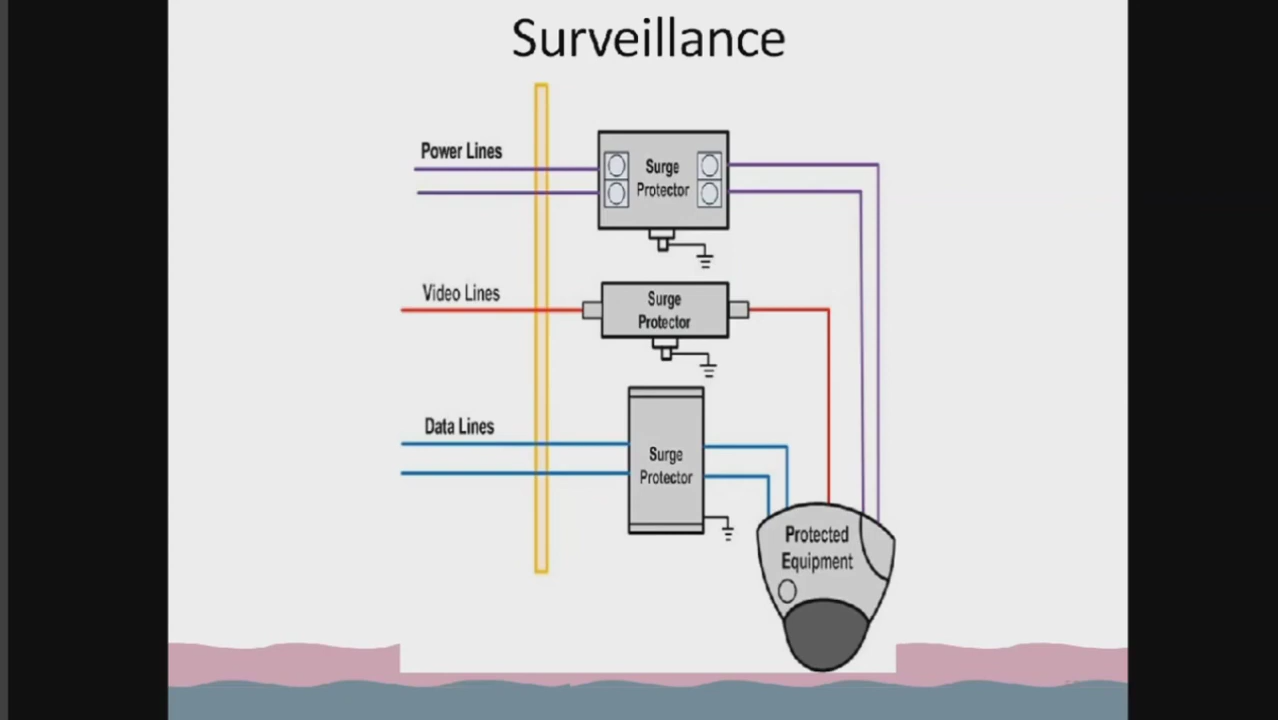 Surveillance
Power Lines
Surge
Protector
Video Lines
Surge
Protector
Data Lines
Surge
Protector
Protected
Equipment